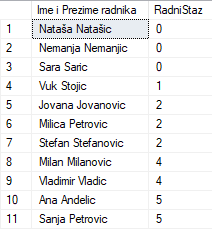 Ime i Prezime radnika RadniStaz
1 Nataša Natašic 0
2 Nemanja Nemanjic 0
3 Sara Saric 0
4 Vuk Stojic 1
5 Jovana Jovanovic 2
6 Milica Petrovic 2
7 Stefan Stefanovic 2
8 Milan Milanovic 4
9 Vladimir Vladic 4
10 Ana Andelic 5
11 Sanja Petrovic 5